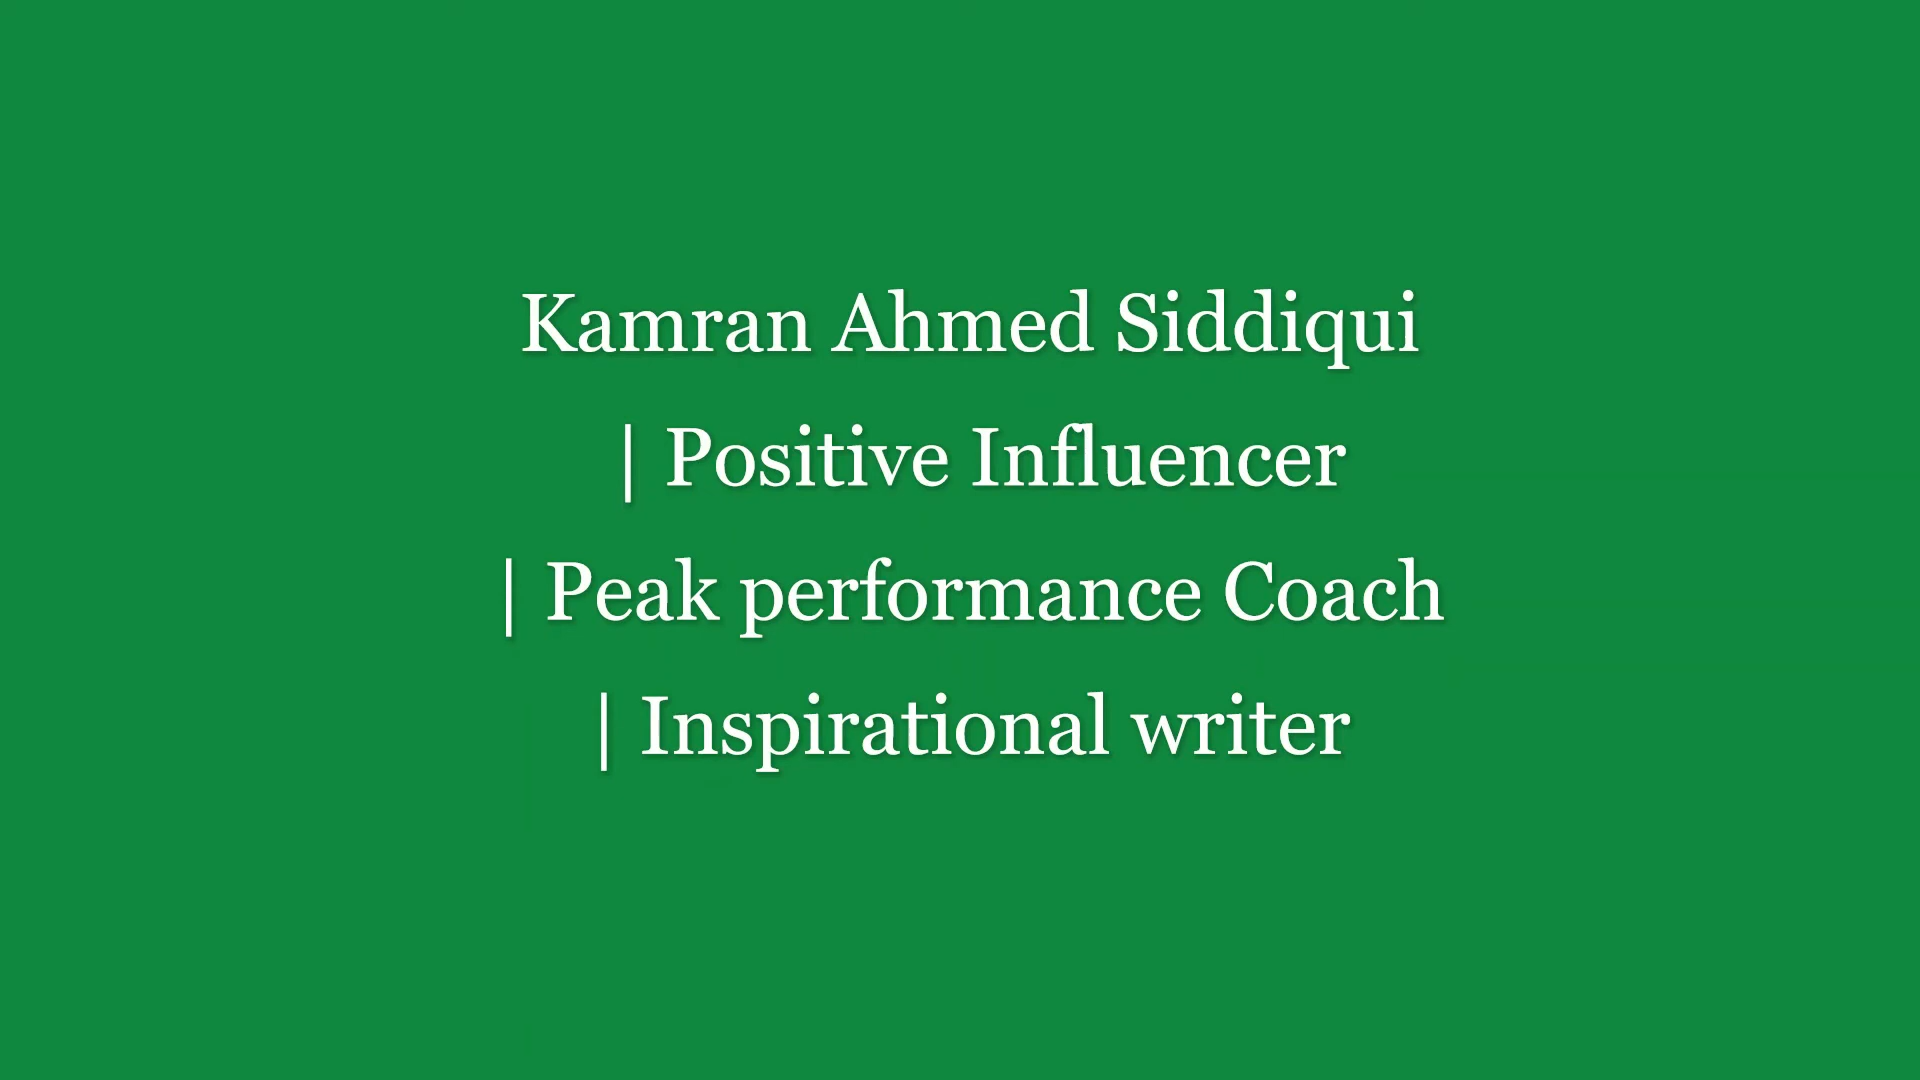 Kamran Ahmed Siddiqui
| Positive Influencer
| Peak performance Coach
| Inspirational writer